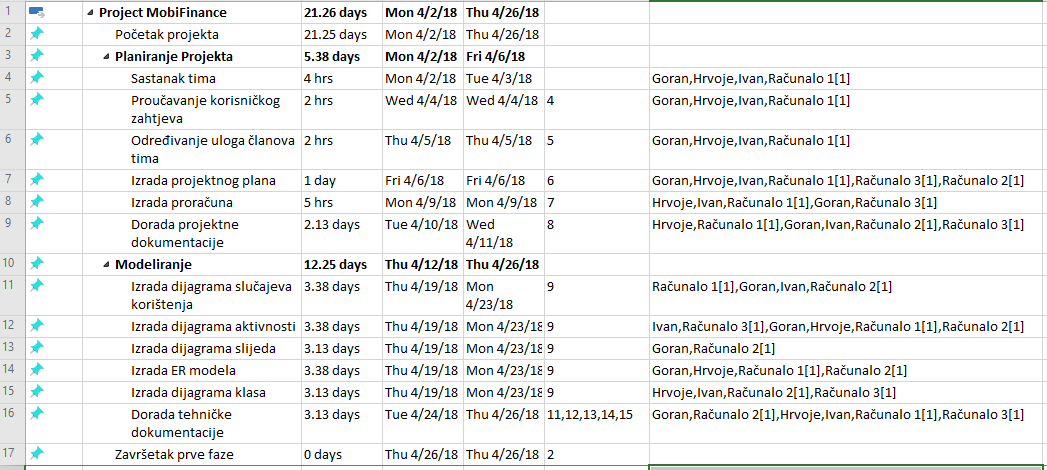 1 Project MobiFinance 21.26 days Mon 4/2/18 Thu 4/26/18
2 Početak projekta 21.25 days Mon 4/2/18 Thu 4/26/18
3 Planiranje Projekta 5.38 days Mon 4/2/18 Fri 4/6/18
4 Sastanak tima 4 hrs Mon 4/2/18 Tue 4/3/18 Goran,Hrvoje,Ivan,Računalo 1[1]
5 Proučavanje korisničkog 2 hrs Wed 4/4/18 Wed 4/4/18 4 Goran,Hrvoje,Ivan,Računalo 1[1]
zahtjeva
6 Određivanje uloga članova 2 hrs Thu 4/5/18 Thu 4/5/18 5 Goran,Hrvoje,Ivan,Računalo 1[1]
tima
7 Izrada projektnog plana 1 day Fri 4/6/18 Fri 4/6/18 6 Goran,Hrvoje,Ivan,Računalo 1[1],Računalo 3[1],Računalo 2[1]
8 Izrada proračuna 5 hrs Mon 4/9/18 Mon 4/9/18 7 Hrvoje,Ivan,Računalo 1[1],Goran,Računalo 3[1]
9 Dorada projektne 2.13 days Tue 4/10/18 Wed 8 Hrvoje,Računalo 1[1],Goran,Ivan,Računalo 2[1],Računalo 3[1]
dokumentacije 4/11/18
10 Modeliranje 12.25 days Thu 4/12/18 Thu 4/26/18
11 Izrada dijagrama slučajeva 3.38 days Thu 4/19/18 Mon 9 Računalo 1[1],Goran,Ivan,Računalo 2[1]
korištenja 4/23/18
12 Izrada dijagrama aktivnosti 3.38 days Thu 4/19/18 Mon 4/23/18 9 Ivan,Računalo 3[1],Goran,Hrvoje,Računalo 1[1],Računalo 2[1]
13 Izrada dijagrama slijeda 3.13 days Thu 4/19/18 Mon 4/23/18 9 Goran,Računalo 2[1]
14 Izrada ER modela 3.38 days Thu 4/19/18 Mon 4/23/18 9 Goran,Hrvoje,Računalo 1[1],Računalo 2[1]
15 Izrada dijagrama klasa 3.13 days Thu 4/19/18 Mon 4/23/18 9 Hrvoje,Ivan,Računalo 2[1],Računalo 3[1]
16 Dorada tehničke 3.13 days Tue 4/24/18 Thu 4/26/18 11,12,13,14,15 Goran,Računalo 2[1],Hrvoje,Ivan,Računalo 1[1],Računalo 3[1]
dokumentacije
17 Završetak prve faze 0 days Thu 4/26/18 Thu 4/26/18 2